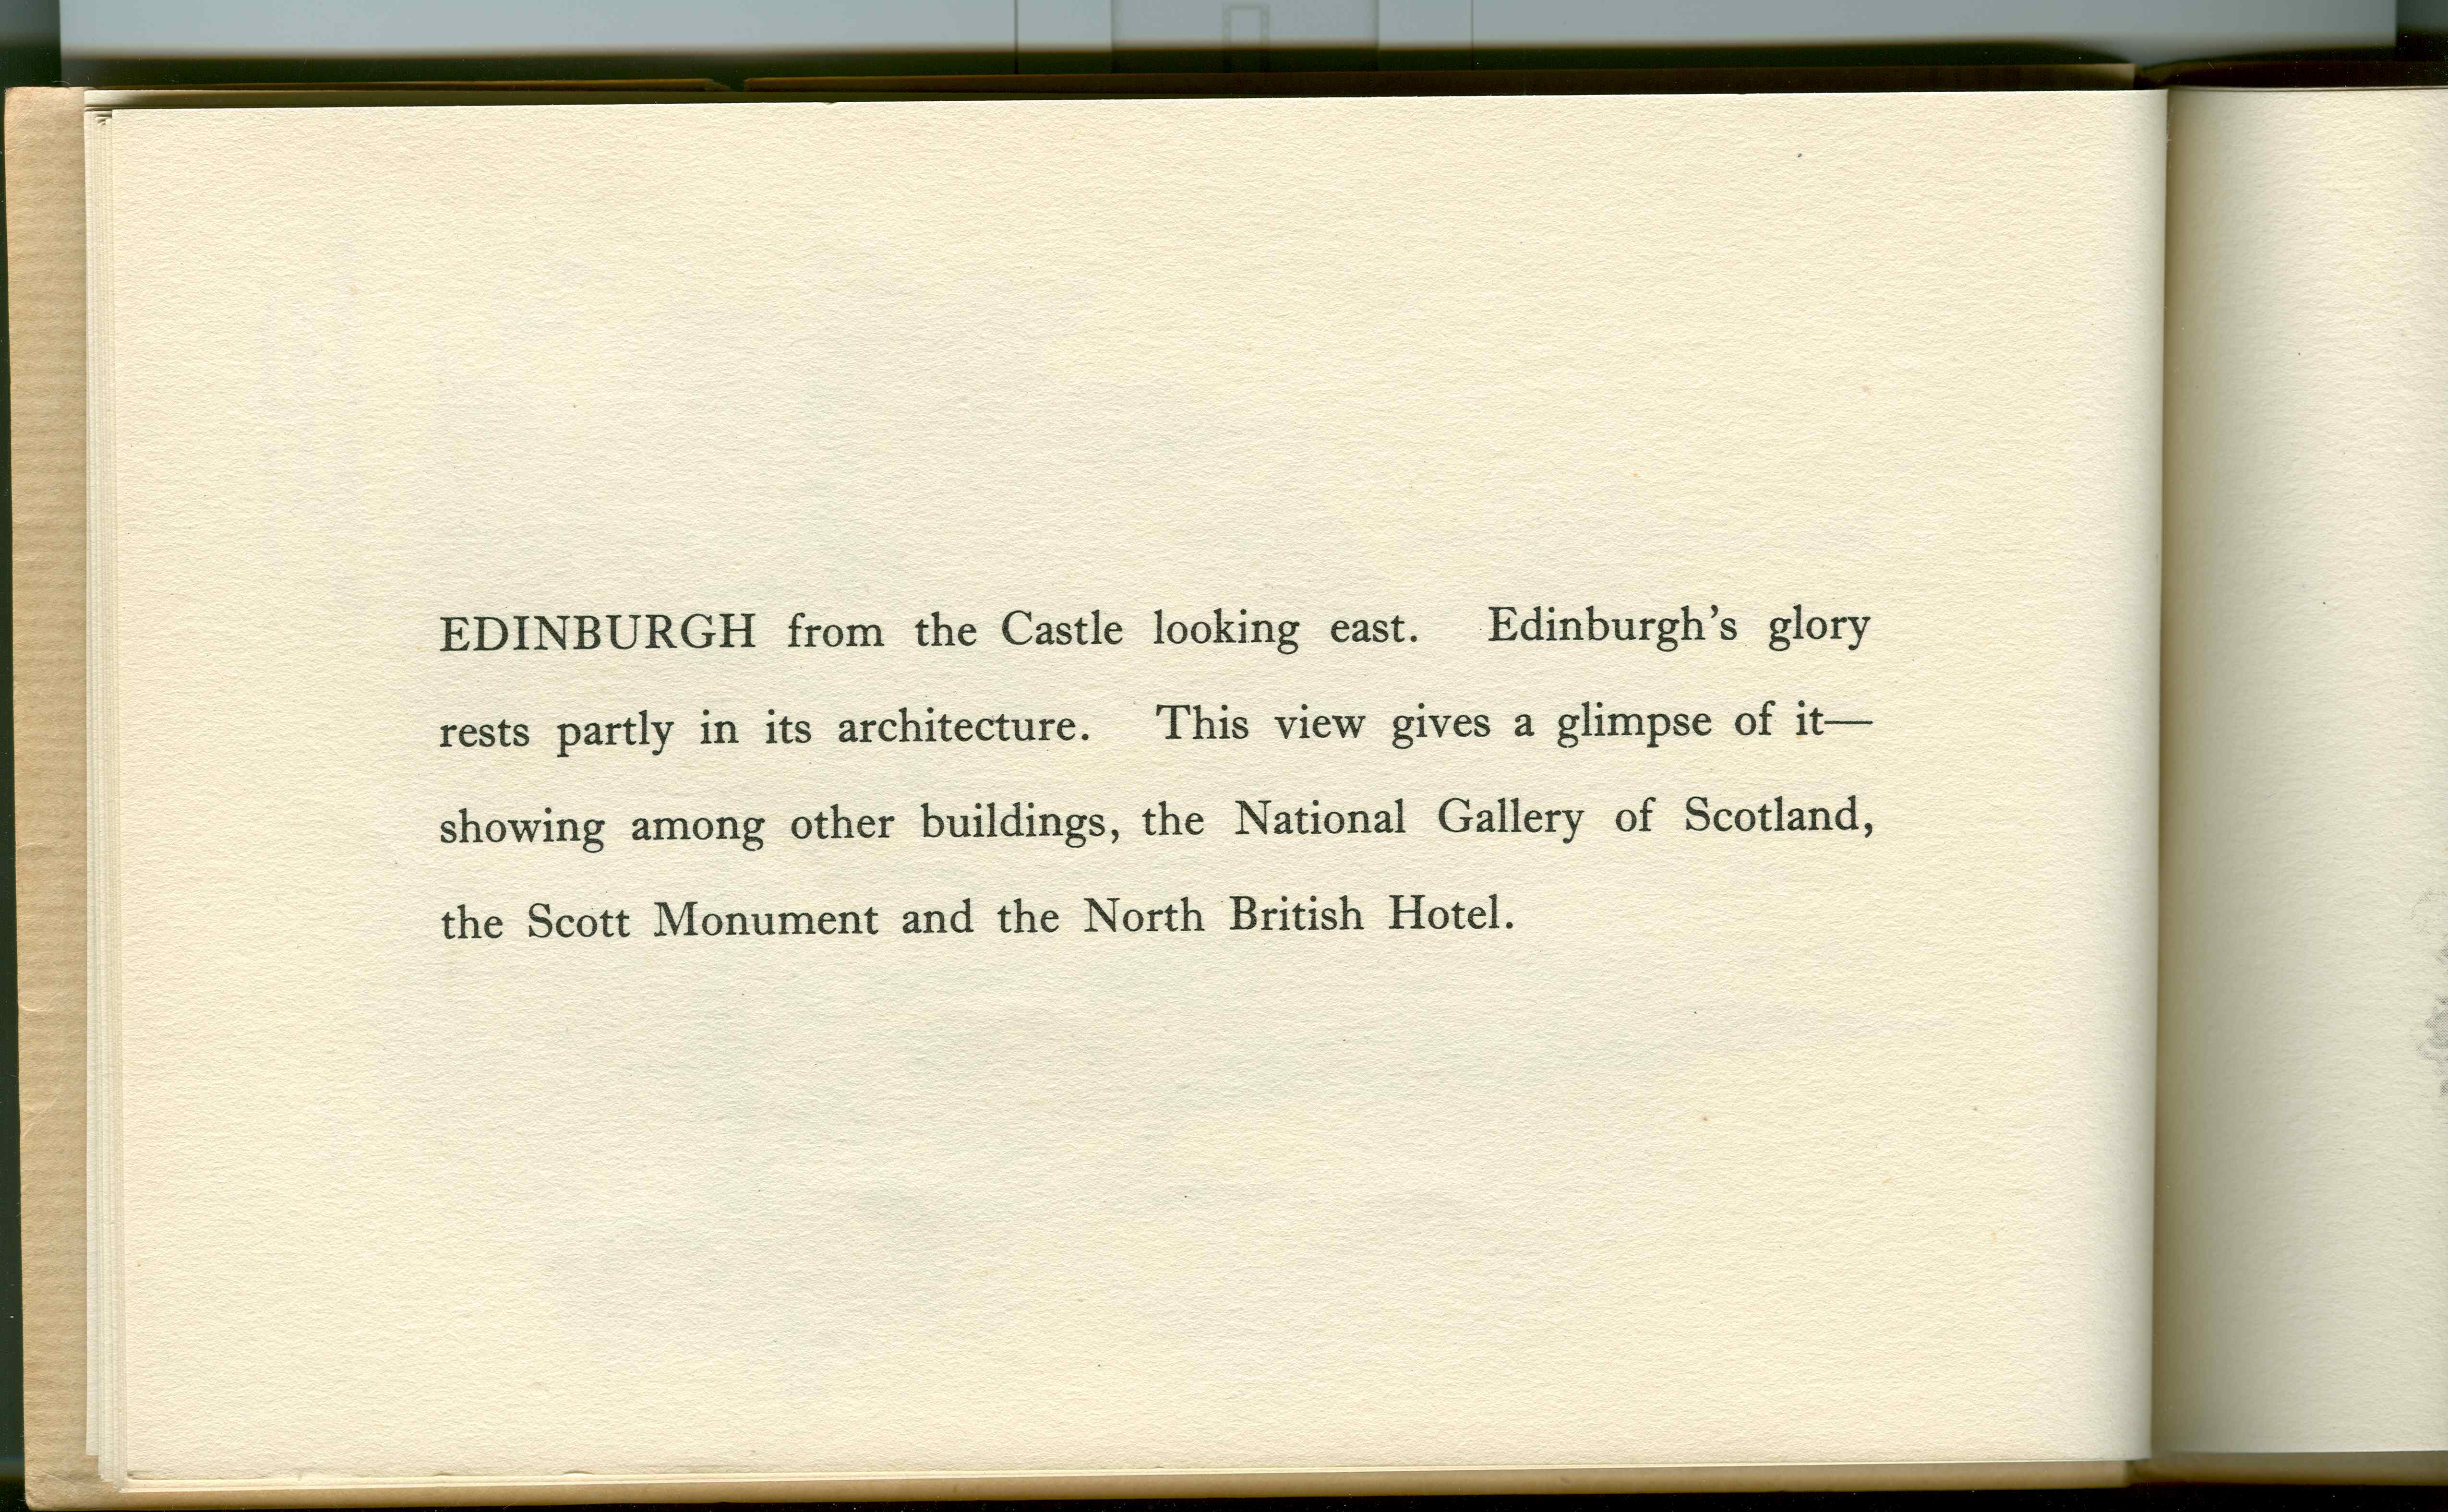 EDINBURGH from the Castle looking east. Edinburgh's glory
rests partly in its architecture. This view gives a glimpse of it—
showing among other buildings, the National Gallery of Scotland,
the Scott Monument and the North British Hotel.